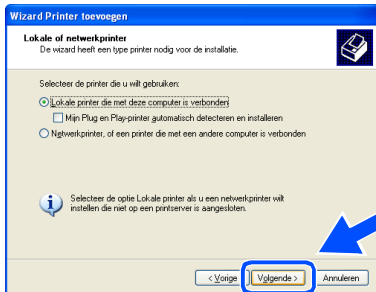 Wizard Printer toevoegen
Lokale of netwerkprinter
De wizard heeft een type printer nodig voor de installatie.
Selecteer de printer die u wilt gebruiken:
Lokale printer die met deze computer is verbonden
Mijn Plug en Play-printer automatisch detecteren en installeren
Netwerkprinter, of een printer die met een andere computer is verbonden
Selecteer de optie Lokale printer als u een netwerkprinter wilt
instellen die niet op een printserver is aangesloten.
< Vorige Volgende > Annuleren